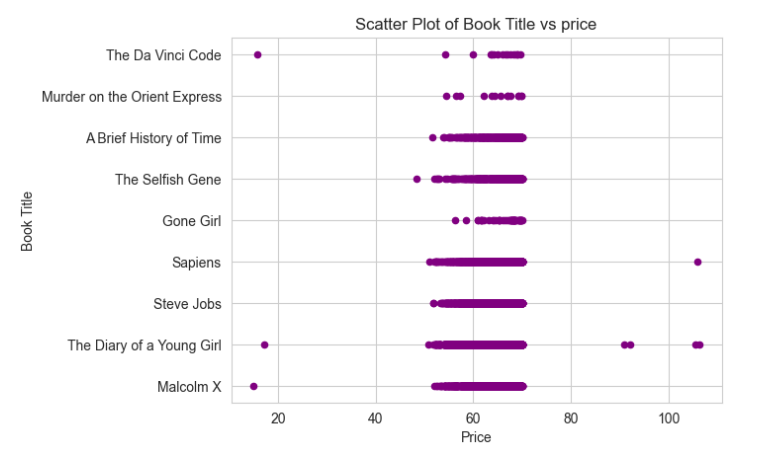 Scatter Plot of Book Title vs price
The Da Vinci Code
Murder on the Orient Express
A Brief History of Time
The Selfish Gene
Gone Girl
Sapiens
Steve Jobs
The Diary of a Young Girl
Malcolm X
Book Title
20 40 60 80 100
Price